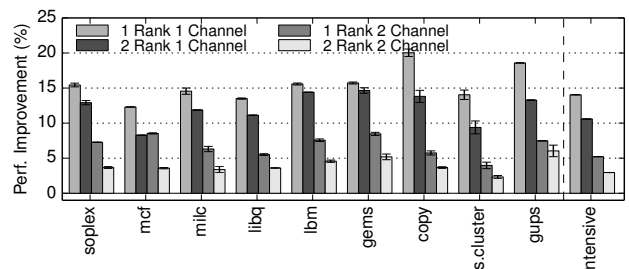 Perf. Improvement (%)
25
20
15
10
5
0
1 Rank 1 Channel
1 Rank 2 Channel
2 Rank 1 Channel
2 Rank 2 Channel
soplex
mcf
milc
libq
lbm
gems
copy
s.cluster
gups
intensive